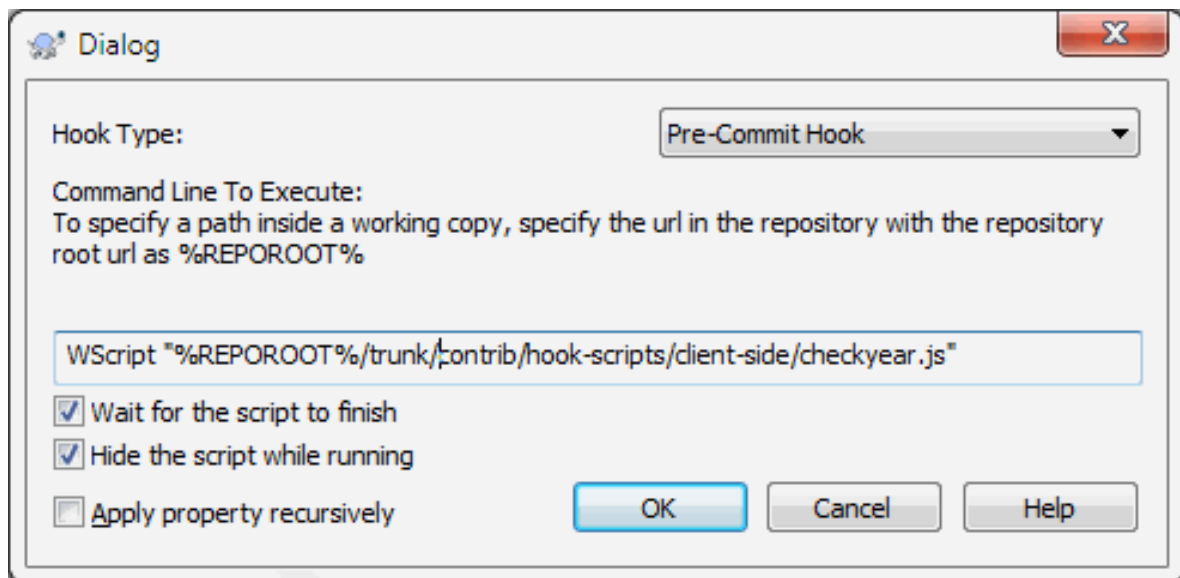 Dialog
Hook Type:
Pre-Commit Hook
Command Line To Execute:
To specify a path inside a working copy, specify the url in the repository with the repository
root url as %REPOROOT%
WScript "%REPOROOT%/trunk/contrib/hook-scripts/client-side/checkyear.js"
Wait for the script to finish
Hide the script while running
Apply property recursively
OK
Cancel
Help